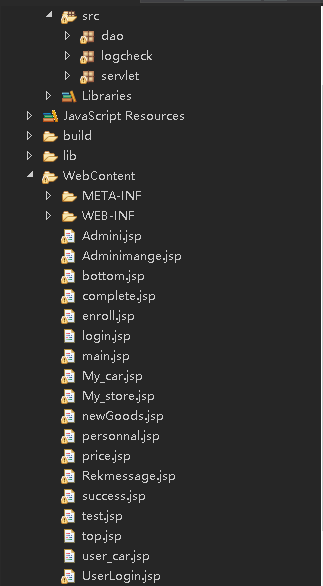 src
dao
logcheck
servlet
Libraries
JavaScript Resources
build
lib
WebContent
META-INF
WEB-INF
Admini.jsp
Adminimange.jsp
bottom.jsp
complete.jsp
enroll.jsp
login.jsp
main.jsp
My_car.jsp
My_store.jsp
newGoods.jsp
personnal.jsp
price.jsp
Rekmessage.jsp
success.jsp
test.jsp
top.jsp
user_car.jsp
UserLogin.jsp